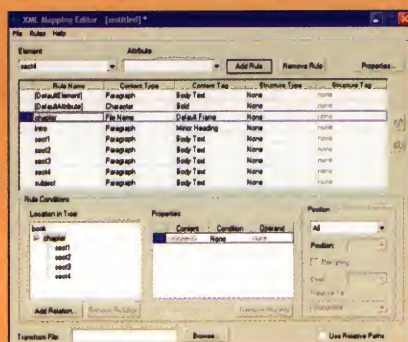 XML Mapping Editor [untitled] *
File Rules Help
Element Attribute
sect4 Add Rule Remove Rule Properties...
Rule Name Content Type Content Tag Structure Type Structure Tag
[DefaultElement] Paragraph Body Text None none
[DefaultAttribute] Character Bold None none
chapter File Name Default Frame None none
intro Paragraph Minor Heading None none
sect1 Paragraph Body Text None none
sect2 Paragraph Body Text None none
sect3 Paragraph Body Text None none
sect4 Paragraph Body Text None none
subject Paragraph Body Text None none
Rule Conditions
Location in Tree: Properties Position
book Content Condition Operand All
chapter None none
sect1 Position:
sect2
sect3
sect4 Relative To:
Add Relation... Remove Relation Remove Property
Transform File: Browse... Use Relative Paths